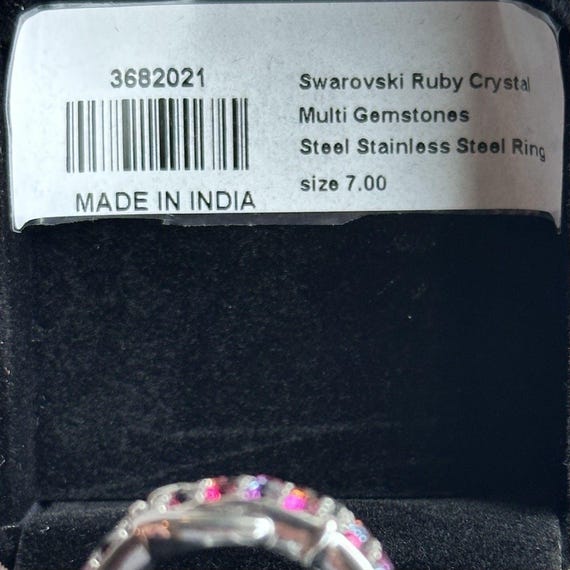 3682021
MADE IN INDIA
Swarovski Ruby Crystal
Multi Gemstones
Steel Stainless Steel Ring
size 7.00